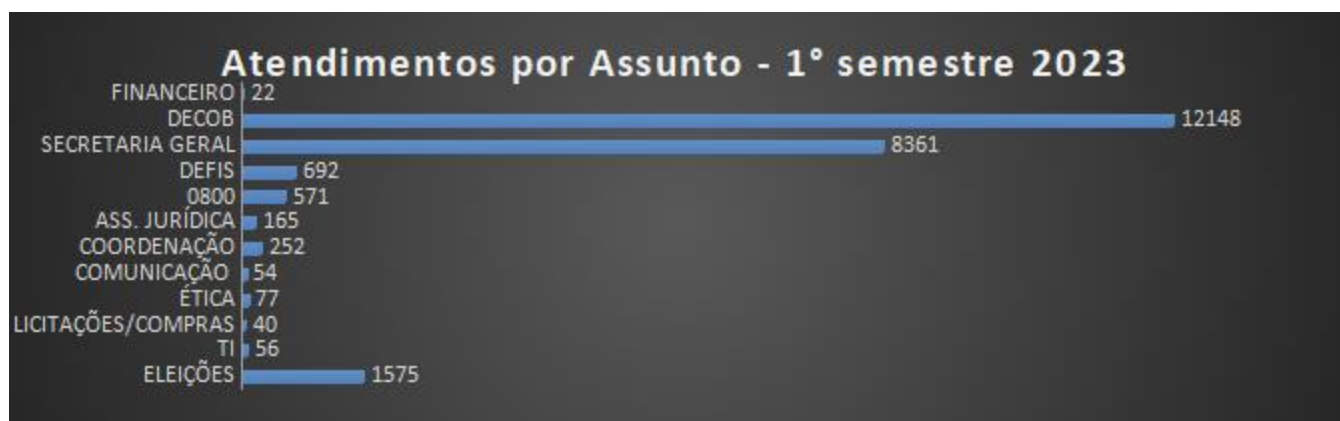 Atendimentos por Assunto - 1° semestre 2023
FINANCEIRO 22
DECOB 12148
SECRETARIA GERAL 8361
DEFIS 692
0800 571
ASS. JURÍDICA 165
COORDENAÇÃO 252
COMUNICAÇÃO 54
ÉTICA 77
LICITAÇÕES/COMPRAS 40
TI 56
ELEIÇÕES 1575